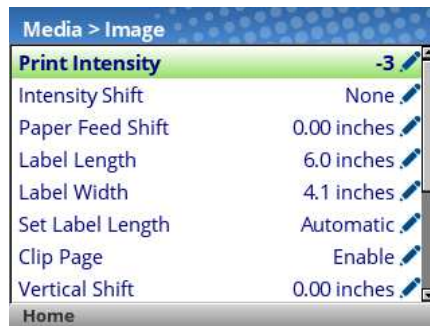 Media > Image
Print Intensity -3
Intensity Shift None
Paper Feed Shift 0.00 inches
Label Length 6.0 inches
Label Width 4.1 inches
Set Label Length Automatic
Clip Page Enable
Vertical Shift 0.00 inches
Home